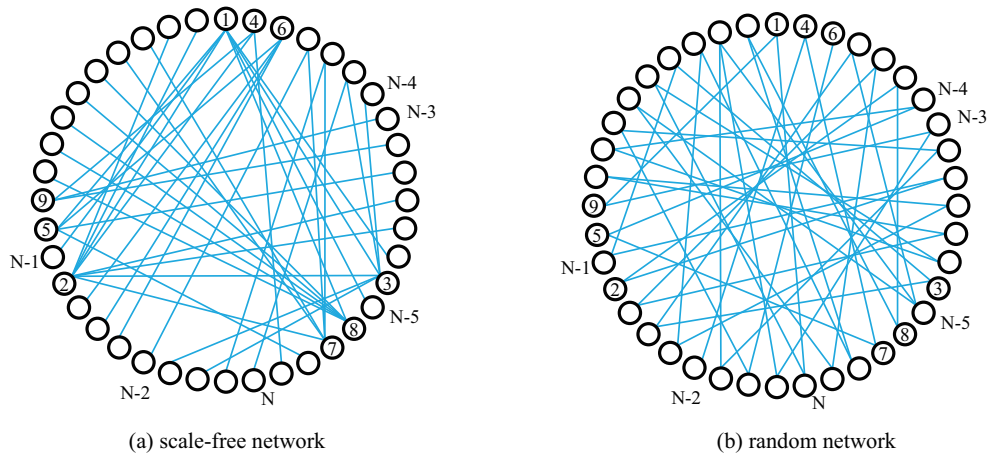 1 4 6
N-4
N-3
9
5
N-1
2
3
N-5
8
7
N-2
N
(a) scale-free network
1 4 6
N-4
N-3
9
5
N-1
2
3
N-5
8
7
N-2
N
(b) random network